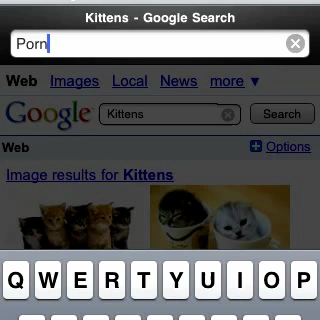 Kittens - Google Search
Porn
Web Images Local News more ▼
Google Kittens Search
Web Options
Image results for Kittens
Q W E R T Y U I O P